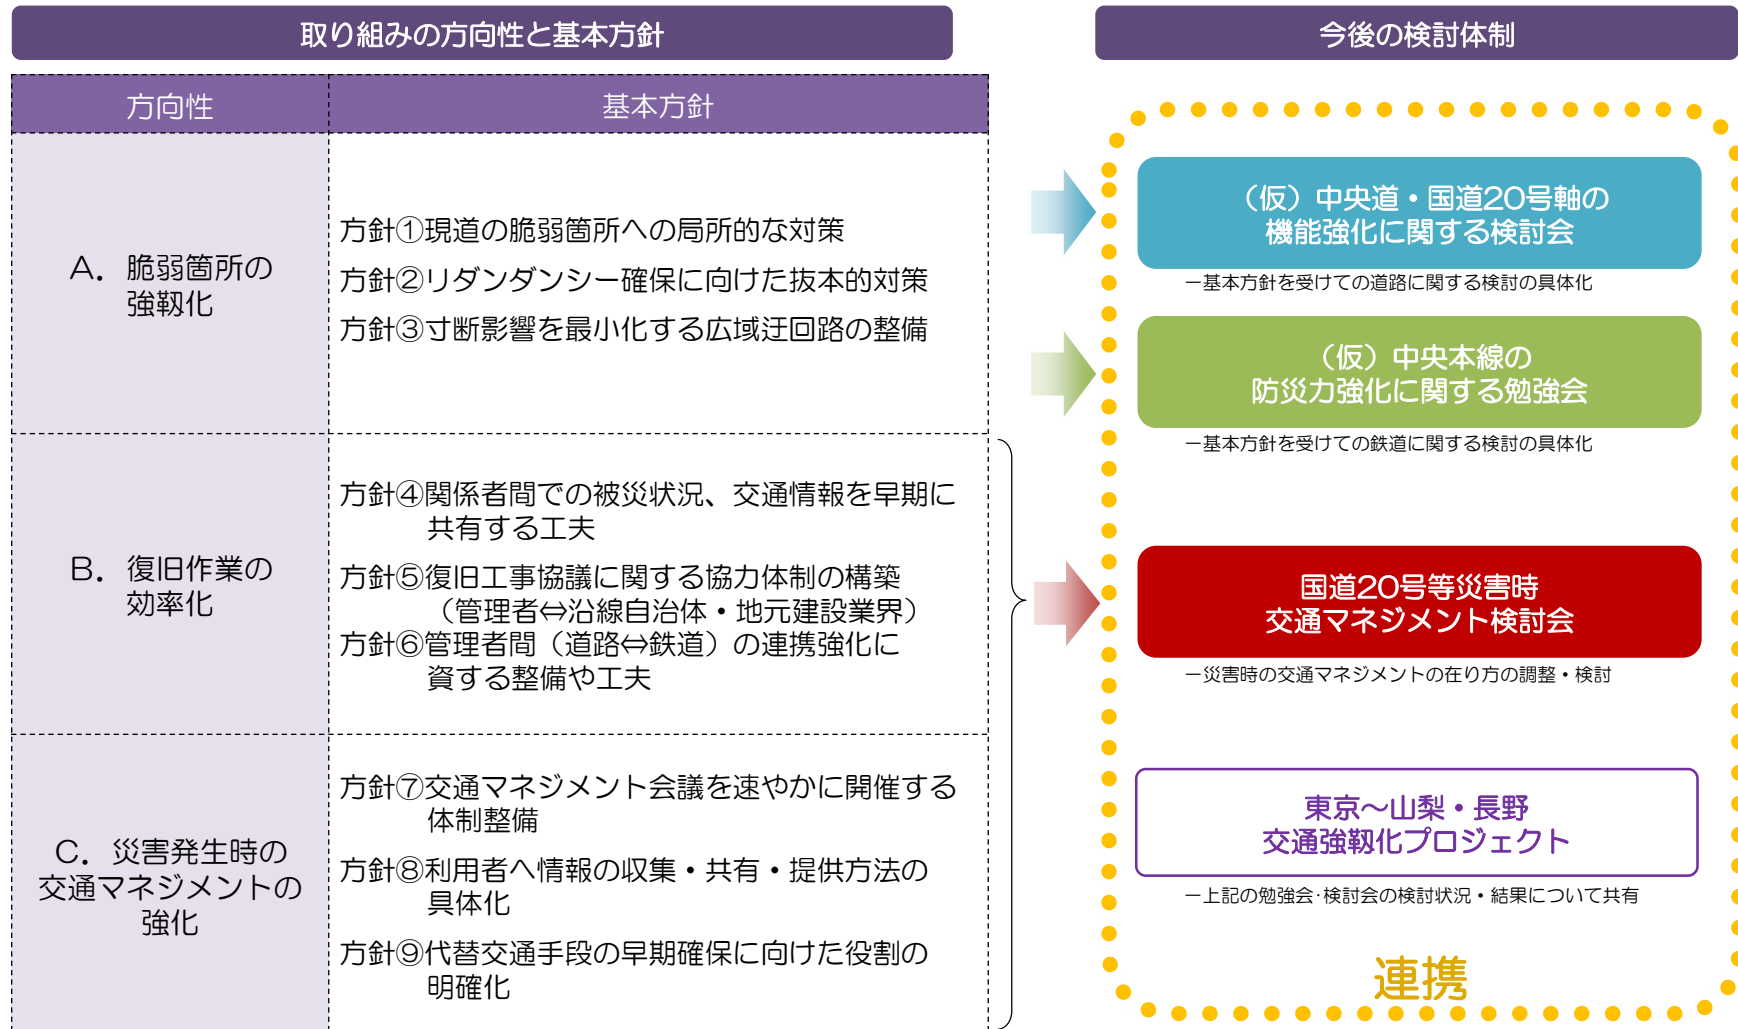 取り組みの方向性と基本方針
方向性
基本方針
A．脆弱箇所の
強靱化
方針①現道の脆弱箇所への局所的な対策
方針②リダンダンシー確保に向けた抜本的対策
方針③寸断影響を最小化する広域迂回路の整備
B．復旧作業の
効率化
方針④関係者間での被災状況、交通情報を早期に
共有する工夫
方針⑤復旧工事協議に関する協力体制の構築
（管理者⇔沿線自治体・地元建設業界）
方針⑥管理者間（道路⇔鉄道）の連携強化に
資する整備や工夫
C．災害発生時の
交通マネジメントの
強化
方針⑦交通マネジメント会議を速やかに開催する
体制整備
方針⑧利用者へ情報の収集・共有・提供方法の
具体化
方針⑨代替交通手段の早期確保に向けた役割の
明確化
今後の検討体制
（仮）中央道・国道20号軸の
機能強化に関する検討会
－基本方針を受けての道路に関する検討の具体化
（仮）中央本線の
防災力強化に関する勉強会
－基本方針を受けての鉄道に関する検討の具体化
国道20号等災害時
交通マネジメント検討会
－災害時の交通マネジメントの在り方の調整・検討
東京～山梨・長野
交通強靱化プロジェクト
－上記の勉強会･検討会の検討状況・結果について共有
連携